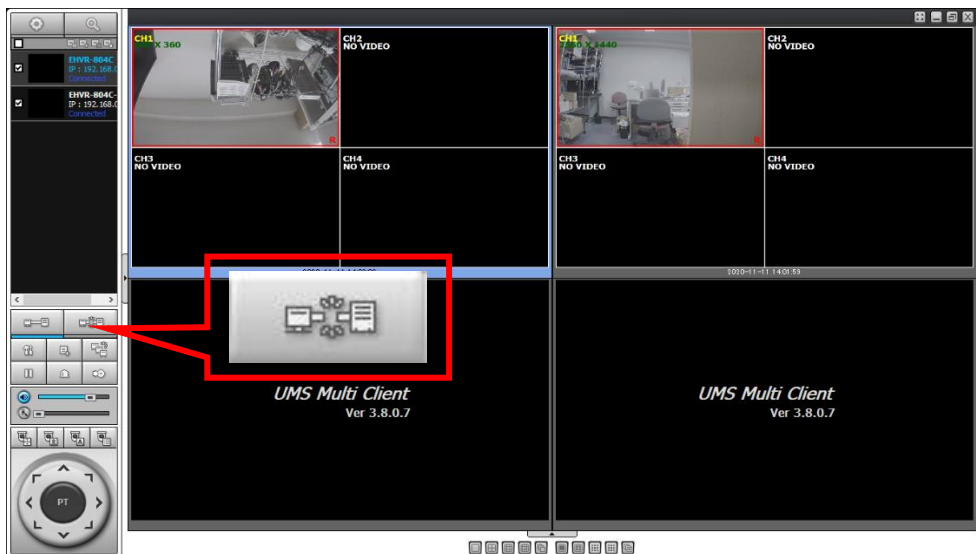 EHVR-804C
IP : 192.168.
Connected
EHVR-804C-
IP : 192.168.0
Connected
PT
CH1
X 360
R
CH2
NO VIDEO
CH3
NO VIDEO
CH4
NO VIDEO
CH1
X 1440
R
CH2
NO VIDEO
CH3
NO VIDEO
CH4
NO VIDEO
2020-11-11 14:01:59
UMS Multi Client
Ver 3.8.0.7
UMS Multi Client
Ver 3.8.0.7